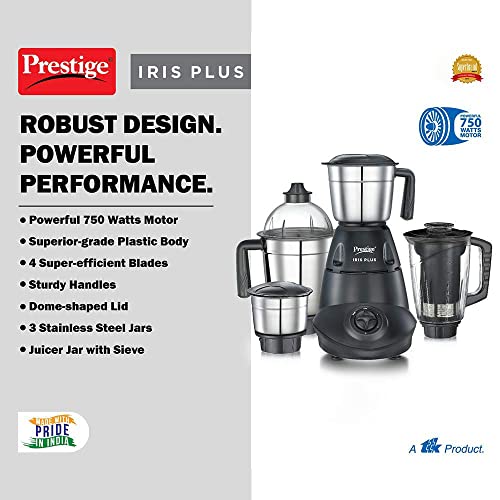 Prestige
IRIS PLUS
ROBUST DESIGN.
POWERFUL
PERFORMANCE.
• Powerful 750 Watts Motor
• Superior-grade Plastic Body
• 4 Super-efficient Blades
• Sturdy Handles
• Dome-shaped Lid
• 3 Stainless Steel Jars
• Juicer Jar with Sieve
MADE WITH
PRIDE
IN INDIA
Superbrand
POWERFUL
750
WATTS
MOTOR
Prestige
IRIS PLUS
A ttk Product.